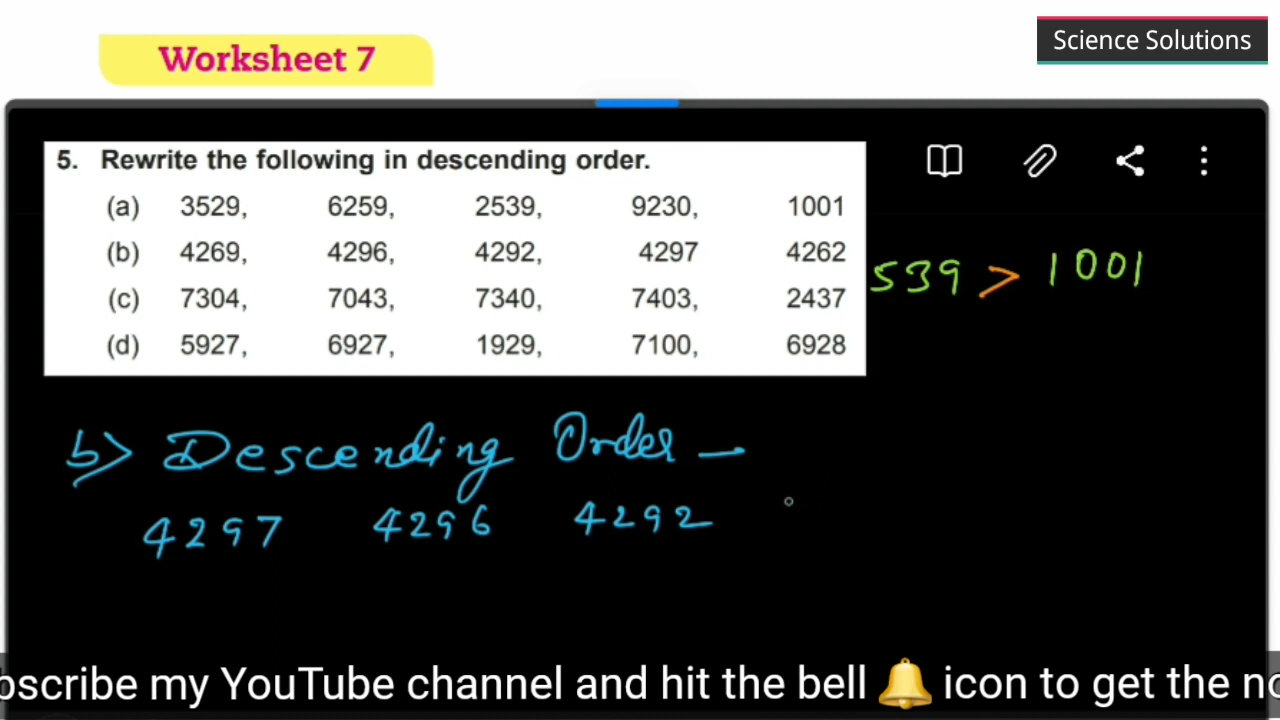 Science Solutions
Worksheet 7
5. Rewrite the following in descending order.
(a) 3529, 6259, 2539, 9230, 1001
(b) 4269, 4296, 4292, 4297 4262
(c) 7304, 7043, 7340, 7403, 2437
(d) 5927, 6927, 1929, 7100, 6928
539 > 1001
b) Descending Order –
4297 4296 4292
my YouTube channel and hit the bell 🔔 icon to get the